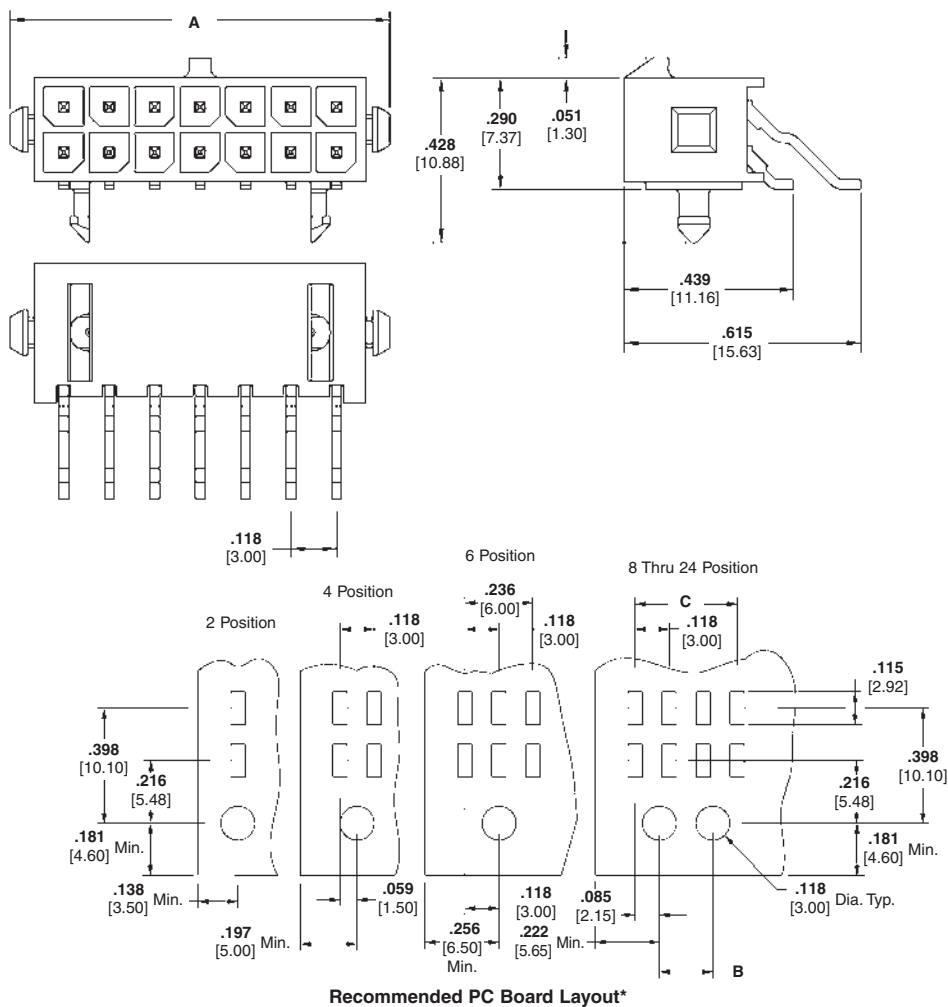 A
.428
[10.88]
.290
[7.37]
.051
[1.30]
.439
[11.16]
.615
[15.63]
.118
[3.00]
2 Position
4 Position
6 Position
8 Thru 24 Position
.118
[3.00]
.236
[6.00]
.118
[3.00]
C
.118
[3.00]
.115
[2.92]
.398
[10.10]
.216
[5.48]
.181
[4.60] Min.
.138
[3.50] Min.
.197
[5.00] Min.
.059
[1.50]
.118
[3.00]
.256
[6.50]
Min.
.085
[2.15]
.222
[5.65] Min.
B
.118
[3.00] Dia. Typ.
.398
[10.10]
.216
[5.48]
.181
[4.60] Min.
Recommended PC Board Layout*